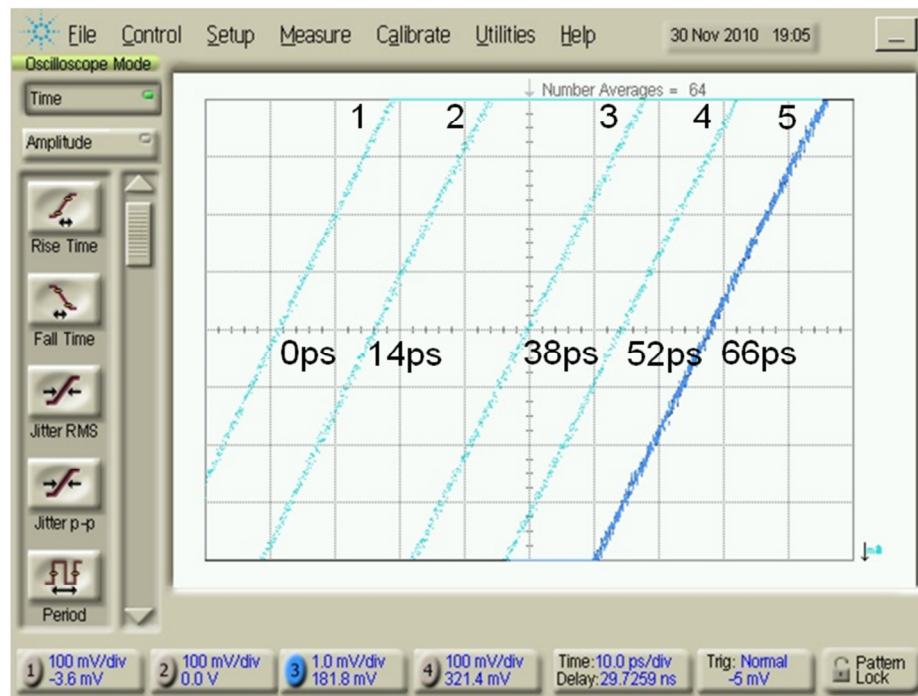 File Control Setup Measure Calibrate Utilities Help 30 Nov 2010 19:05
Oscilloscope Mode
Time
Amplitude
Rise Time
Fall Time
Jitter RMS
Jitter p-p
Period
Number Averages = 64
1 2 3 4 5
0ps 14ps 38ps 52ps 66ps
1 100 mV/div 2 100 mV/div 3 1.0 mV/div 4 100 mV/div Time:10.0 ps/div Trig: Normal Pattern
-3.6 mV 0.0 V 181.8 mV 321.4 mV Delay:29.7259 ns -5 mV Lock